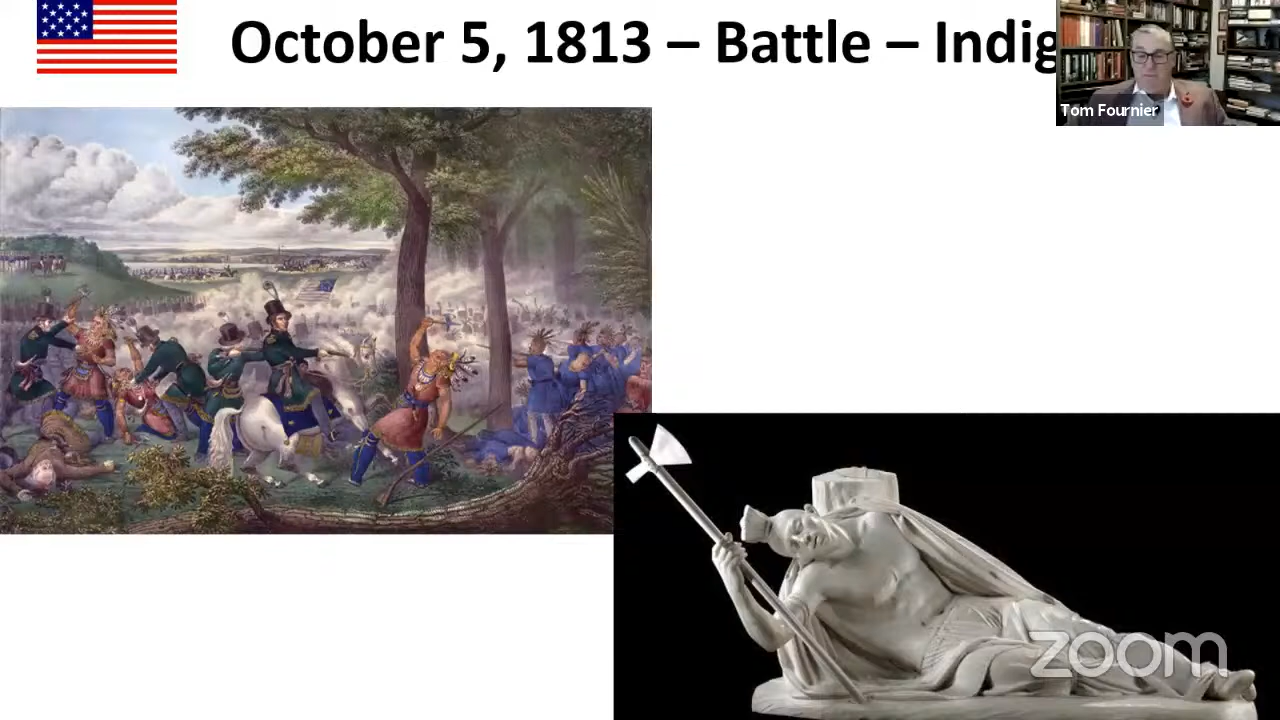 October 5, 1813 – Battle – Indig
Tom Fournier
zoom